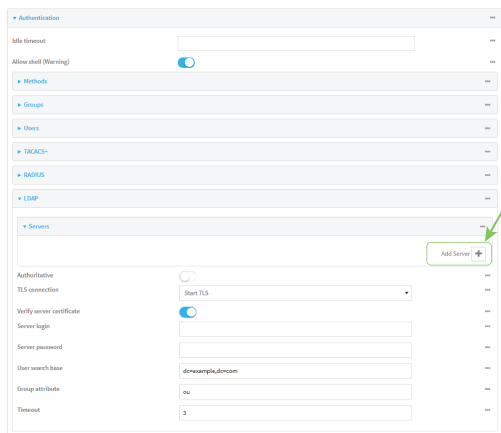 Authentication
Idle timeout
Allow shell (Warning)
Methods
Groups
Users
TACACS+
RADIUS
LDAP
Servers
Add Server
Authoritative
TLS connection
Start TLS
Verify server certificate
Server login
Server password
User search base
dc=example,dc=com
Group attribute
ou
Timeout
3